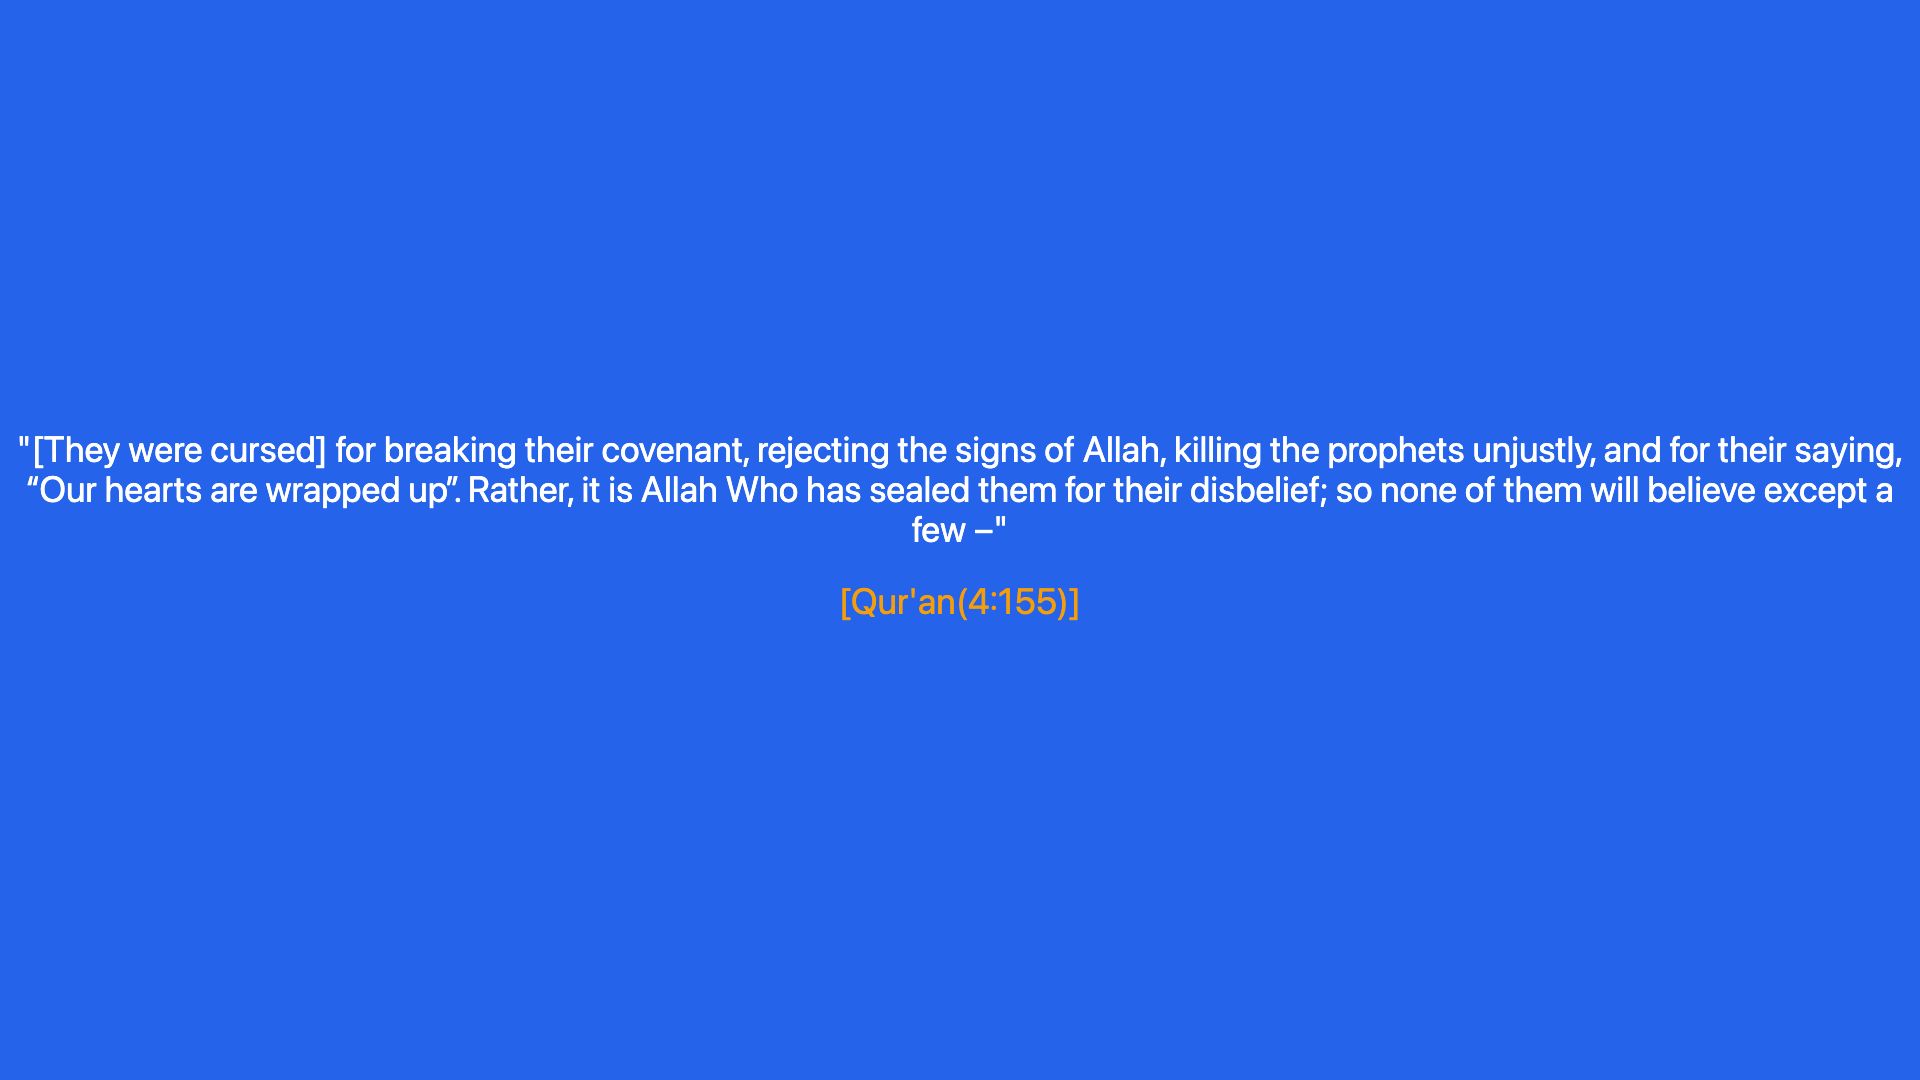 "[They were cursed] for breaking their covenant, rejecting the signs of Allah, killing the prophets unjustly, and for their saying,
“Our hearts are wrapped up”. Rather, it is Allah Who has sealed them for their disbelief; so none of them will believe except a
few –"
[Qur'an(4:155)]